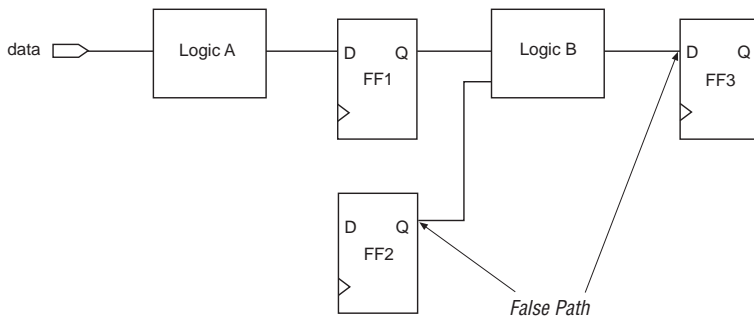 data
Logic A
D Q
FF1
Logic B
D Q
FF3
D Q
FF2
False Path